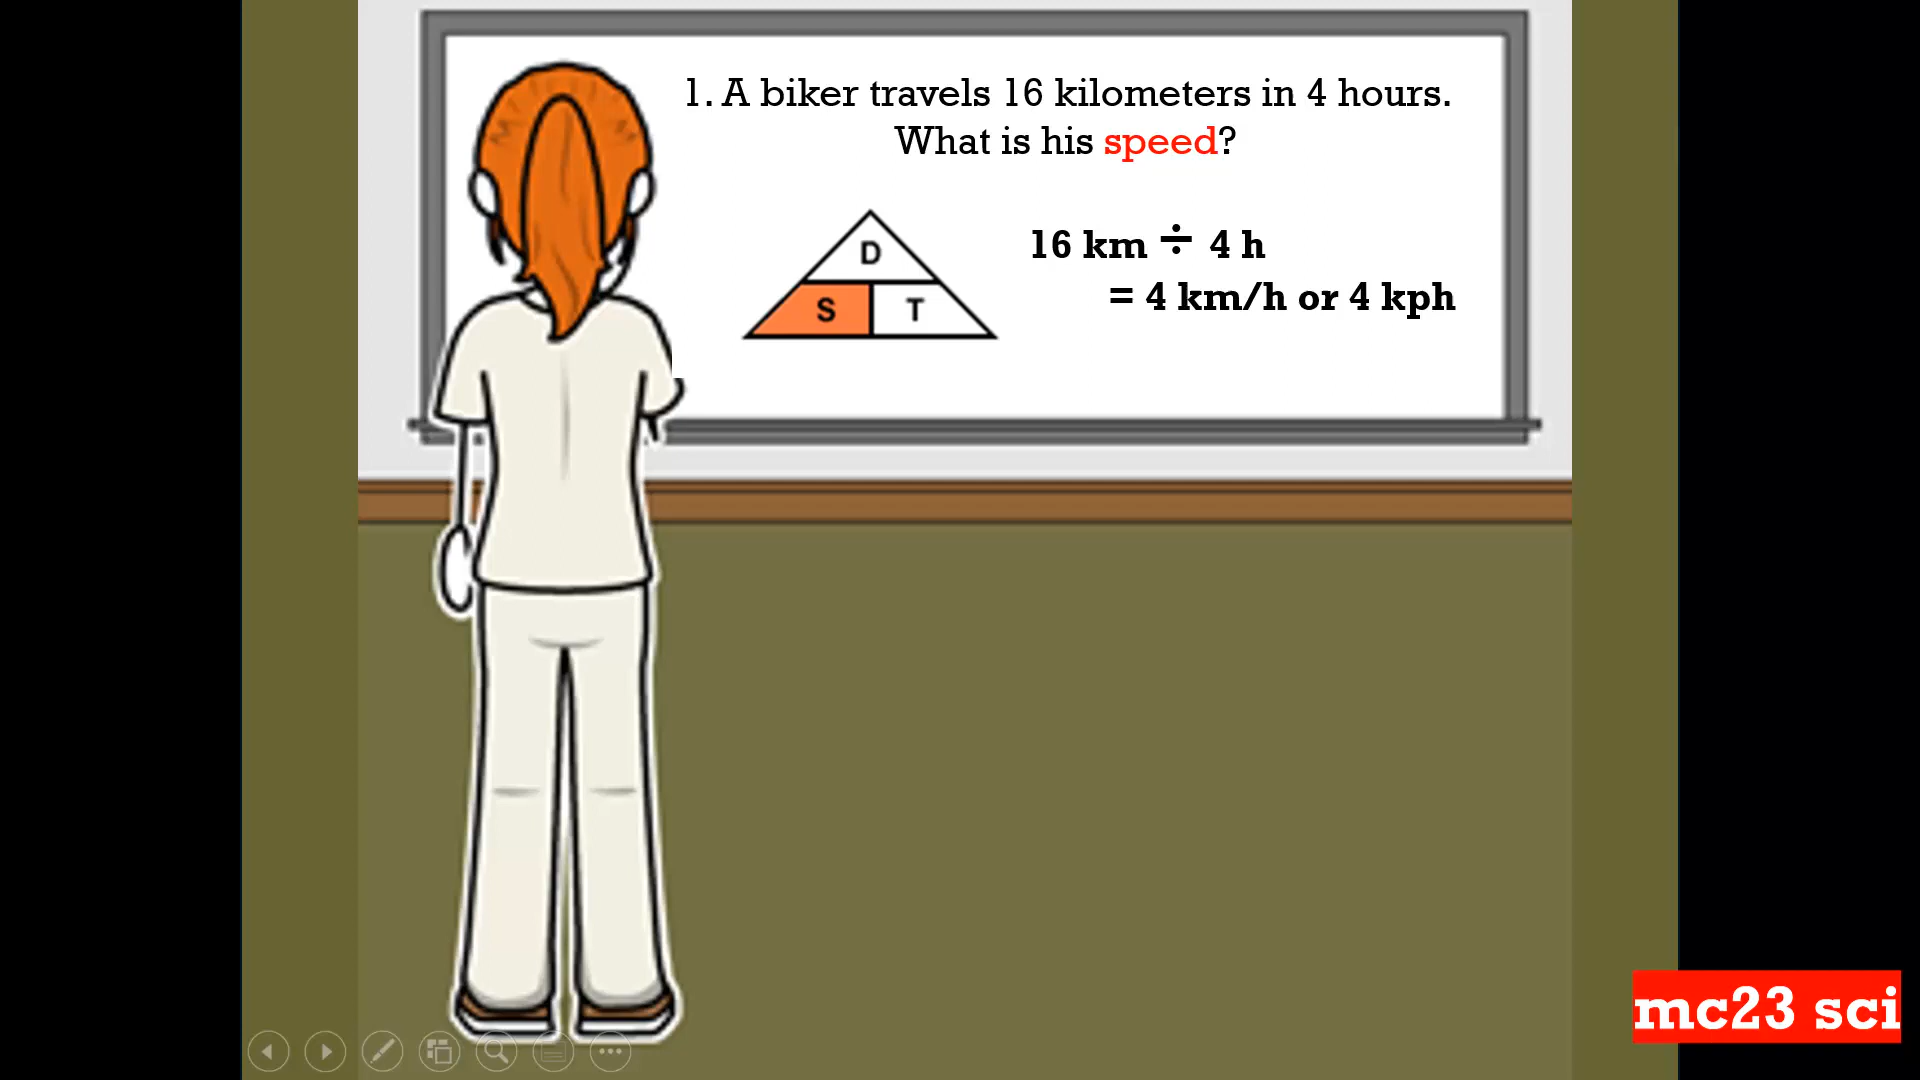 1. A biker travels 16 kilometers in 4 hours.
What is his speed?
D
S T
16 km ÷ 4 h
= 4 km/h or 4 kph
mc23 sci